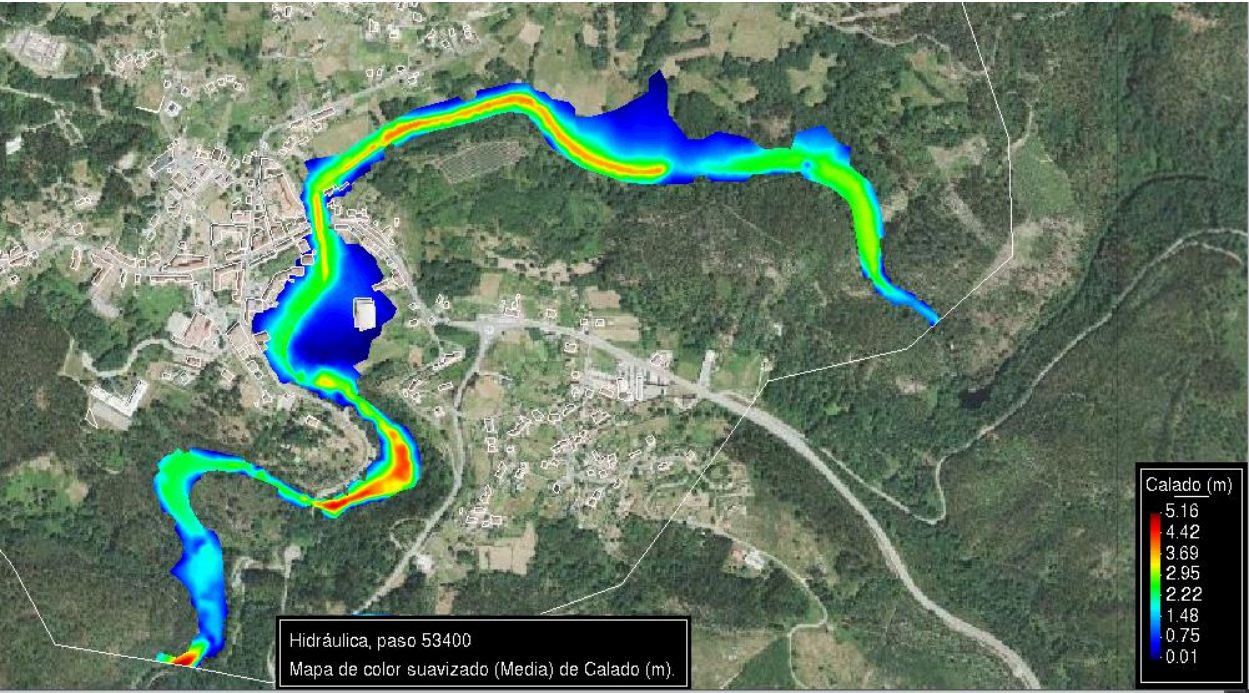 Calado (m)
5.16
4.42
3.69
2.95
2.22
1.48
0.75
0.01
Hidráulica, paso 53400
Mapa de color suavizado (Media) de Calado (m).